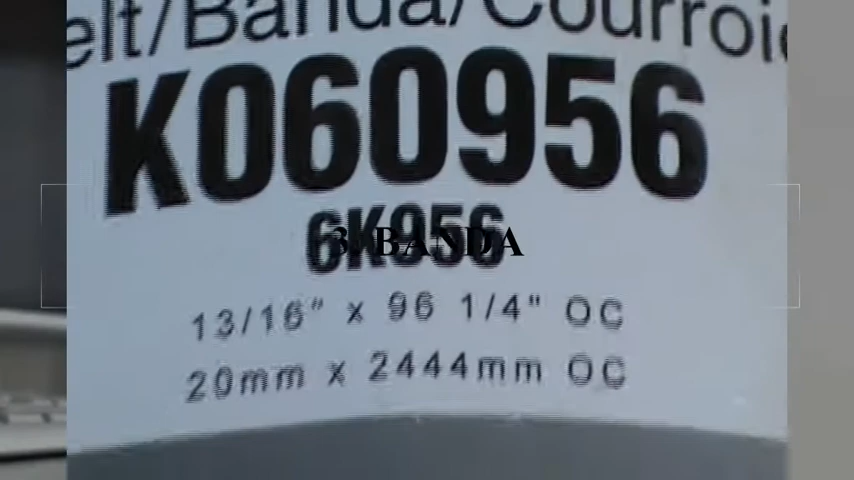 elt/Banda/Courroie
K060956
6K956
3. BANDA
13/16" x 96 1/4" OC
20mm x 2444mm OC